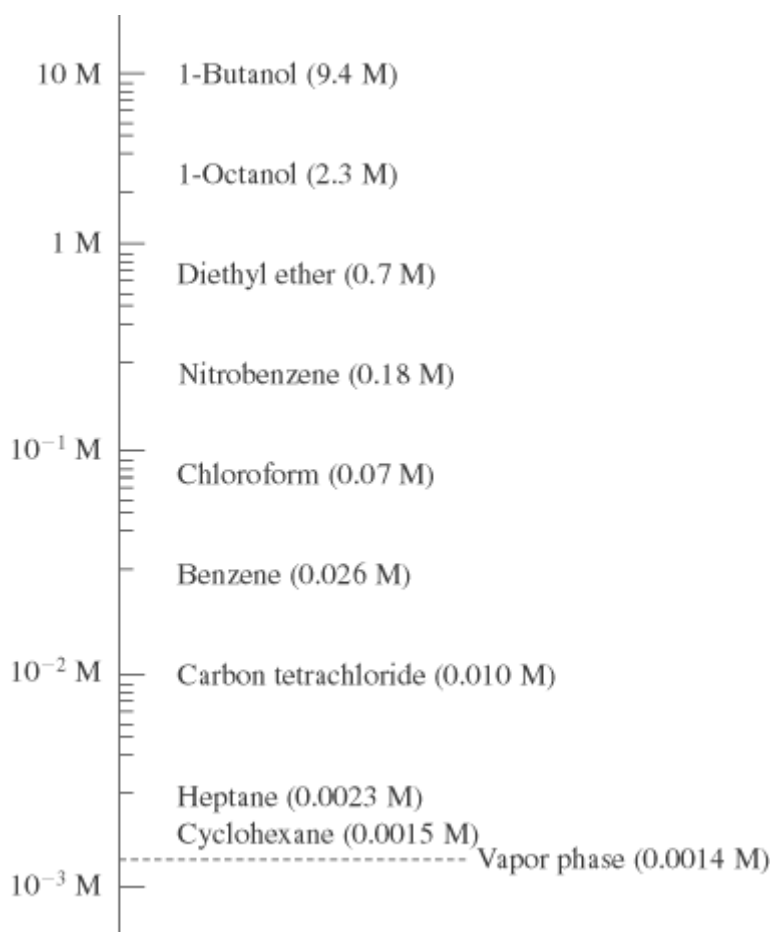 10 M 1-Butanol (9.4 M)
1-Octanol (2.3 M)
1 M
Diethyl ether (0.7 M)
Nitrobenzene (0.18 M)
10⁻¹ M
Chloroform (0.07 M)
Benzene (0.026 M)
10⁻² M Carbon tetrachloride (0.010 M)
Heptane (0.0023 M)
Cyclohexane (0.0015 M)
Vapor phase (0.0014 M)
10⁻³ M